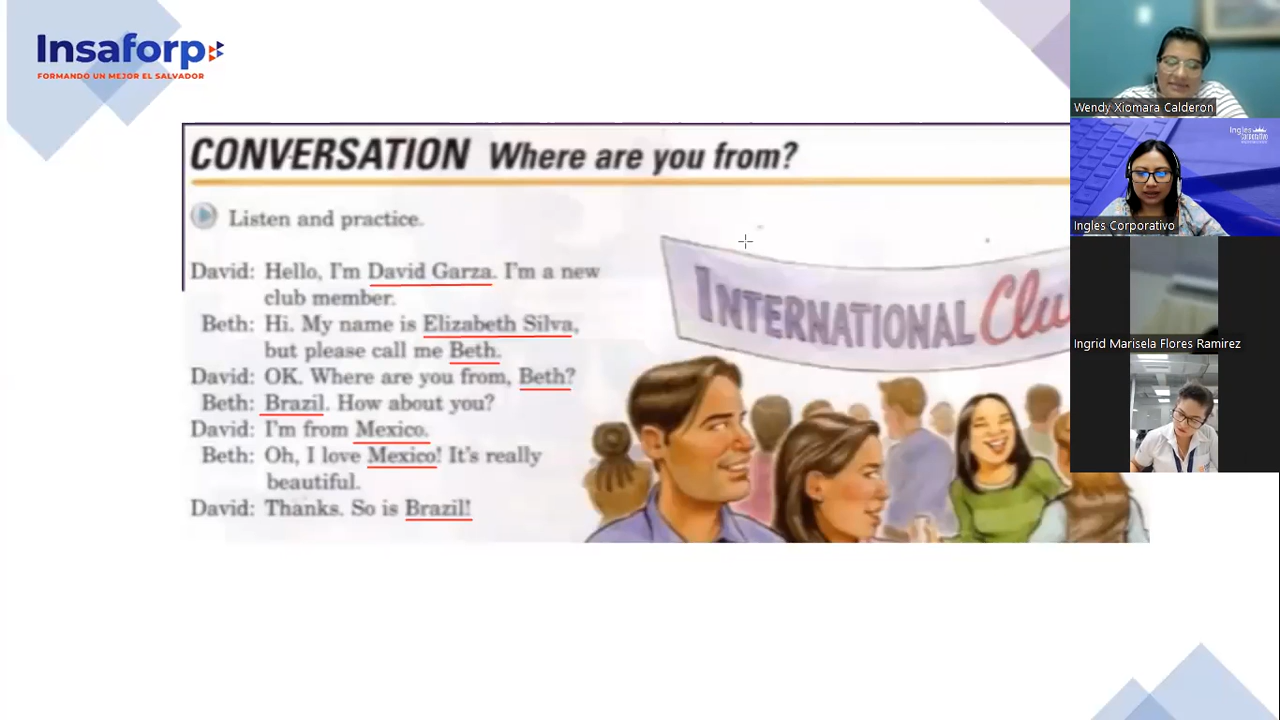 Insaforp
FORMANDO UN MEJOR EL SALVADOR
CONVERSATION Where are you from?
Listen and practice.
David: Hello, I'm David Garza. I'm a new
club member.
Beth: Hi. My name is Elizabeth Silva,
but please call me Beth.
David: OK. Where are you from, Beth?
Beth: Brazil. How about you?
David: I'm from Mexico.
Beth: Oh, I love Mexico! It's really
beautiful.
David: Thanks. So is Brazil!
INTERNATIONAL Clu
Wendy Xiomara Calderon
Ingles Corporativo
Ingles Corporativo
Ingrid Marisela Flores Ramirez